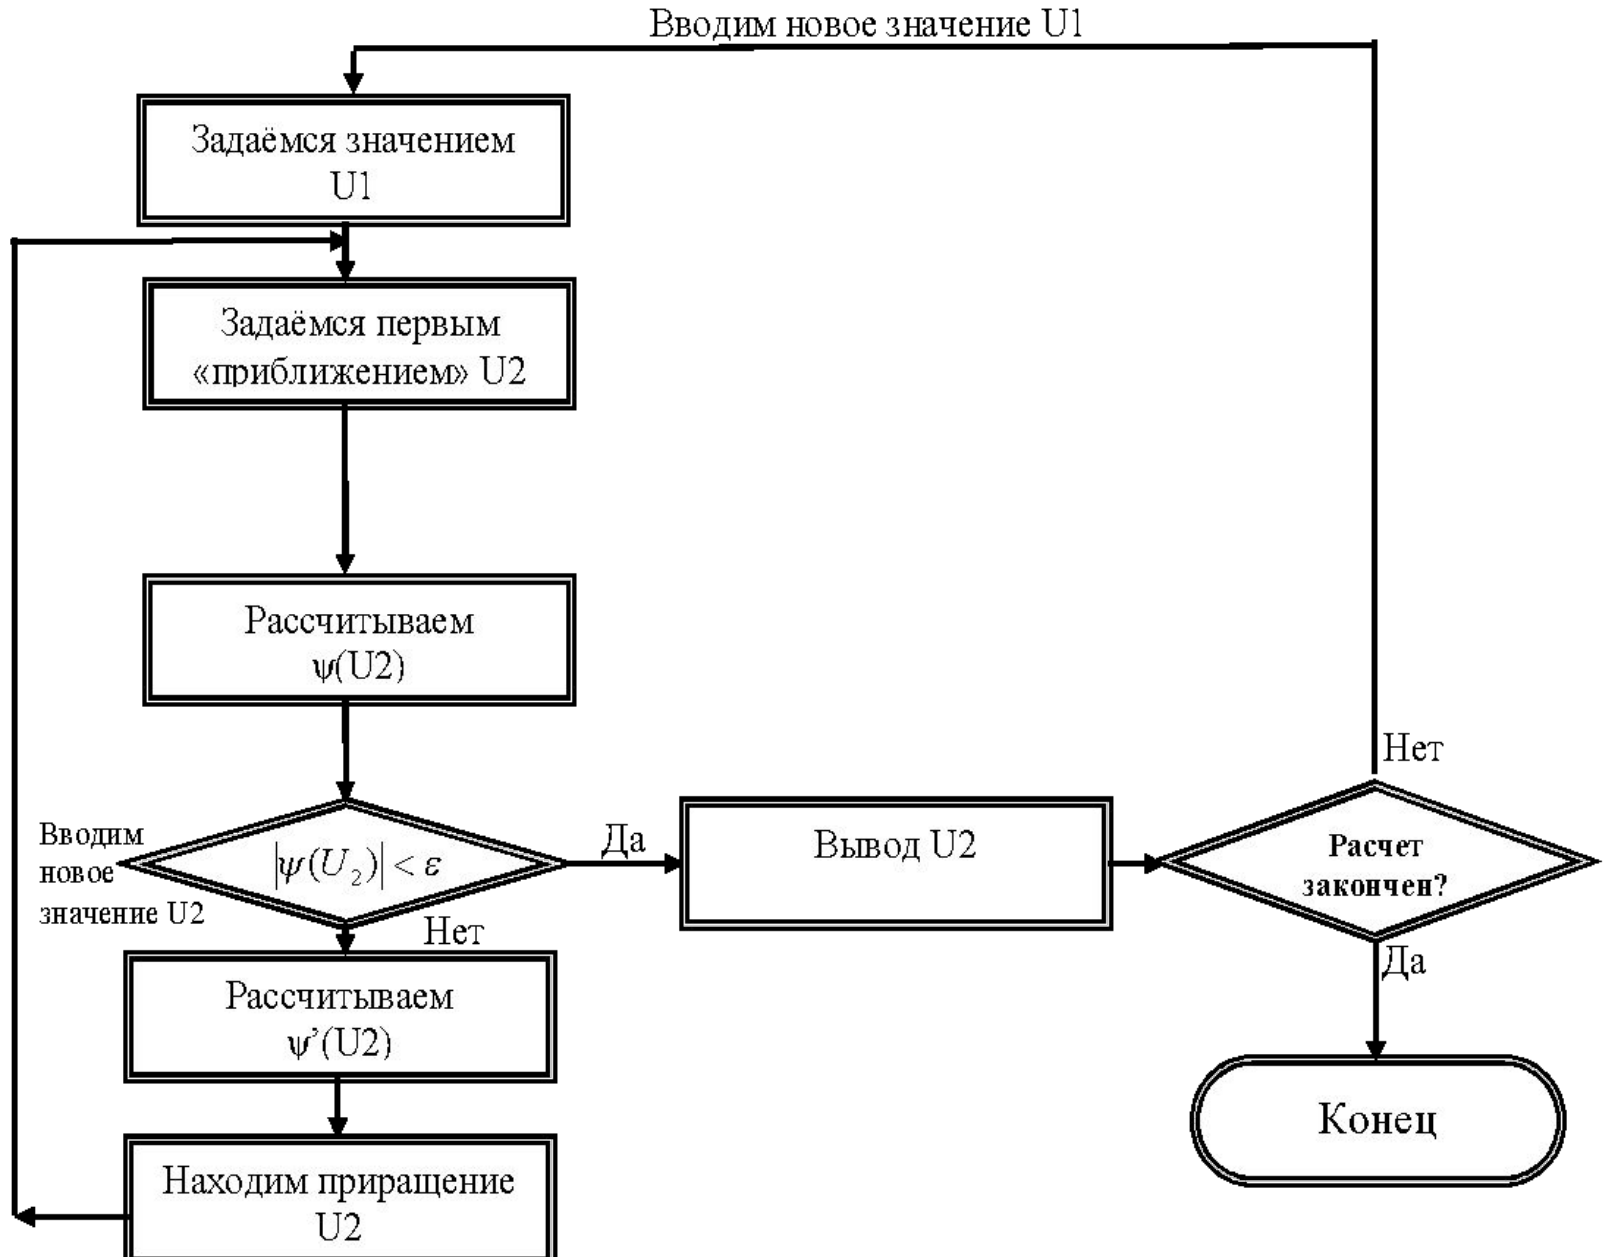 Вводим новое значение U1
Задаёмся значением
U1
Задаёмся первым
«приближением» U2
Рассчитываем
ψ(U2)
Вводим
новое
значение U2
|ψ(U₂)| < ε
Да
Нет
Вывод U2
Расчет
закончен?
Нет
Да
Рассчитываем
ψ’(U2)
Находим приращение
U2
Конец